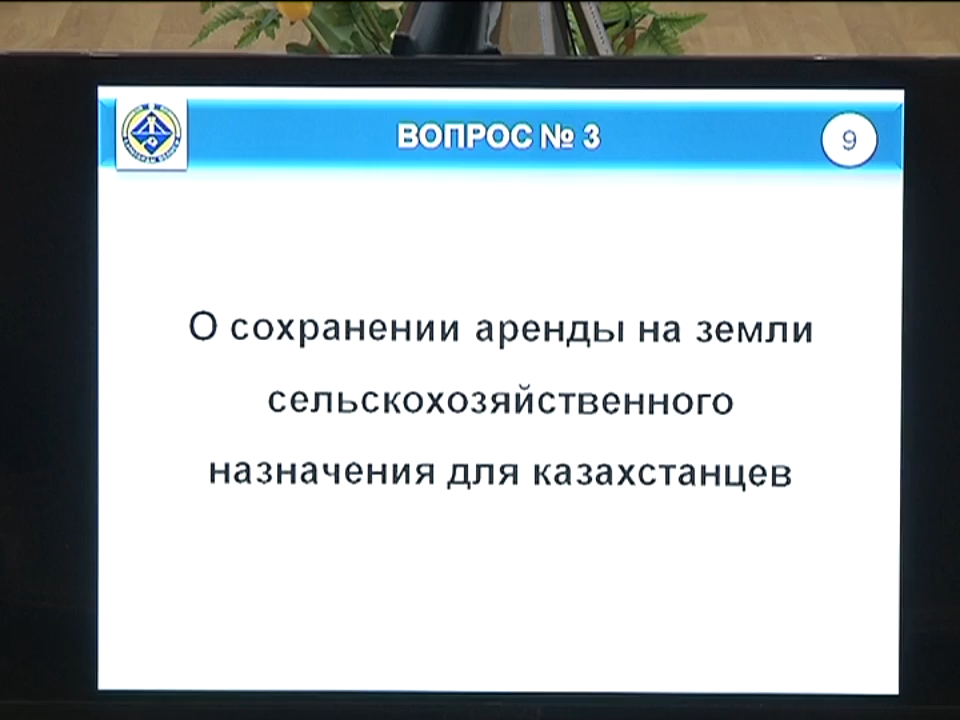 ВОПРОС № 3
9
О сохранении аренды на земли
сельскохозяйственного
назначения для казахстанцев